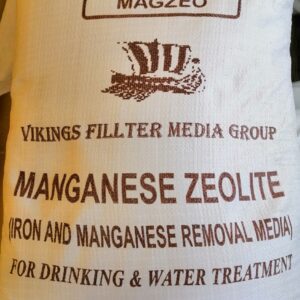 MAGZEO
VIKINGS FILLTER MEDIA GROUP
MANGANESE ZEOLITE
(IRON AND MANGANESE REMOVAL MEDIA)
FOR DRINKING & WATER TREATMENT